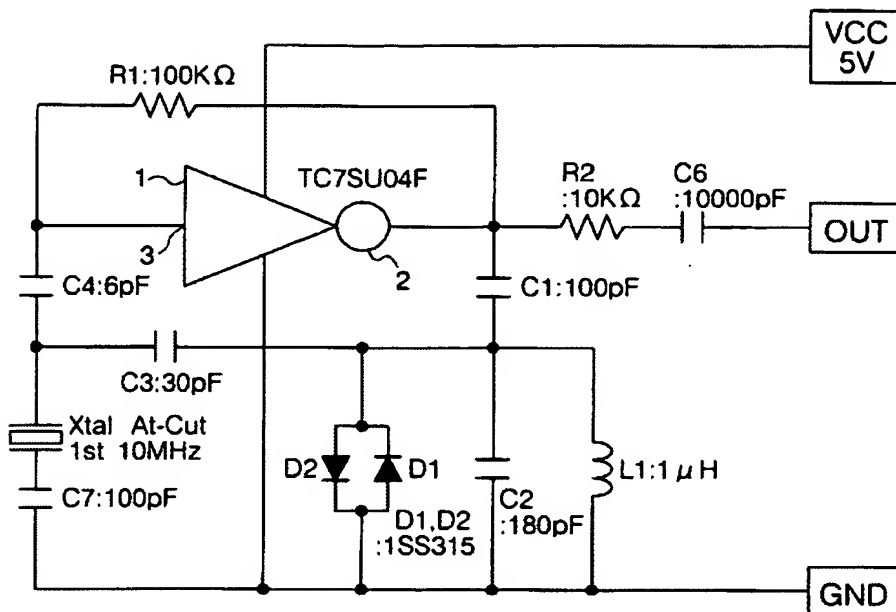 VCC
5V
R1:100KΩ
1
TC7SU04F
R2
:10KΩ
C6
:10000pF
OUT
3
2
C4:6pF
C1:100pF
C3:30pF
Xtal At-Cut
1st 10MHz
D2
D1
L1:1μH
C7:100pF
D1,D2
:1SS315
C2
:180pF
GND